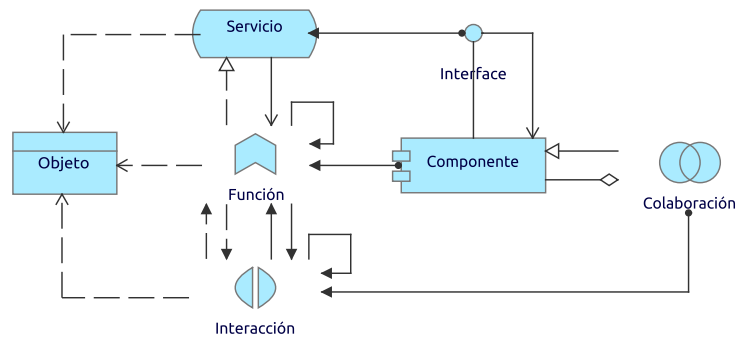 Servicio
Interface
Objeto
Componente
Función
Colaboración
Interacción